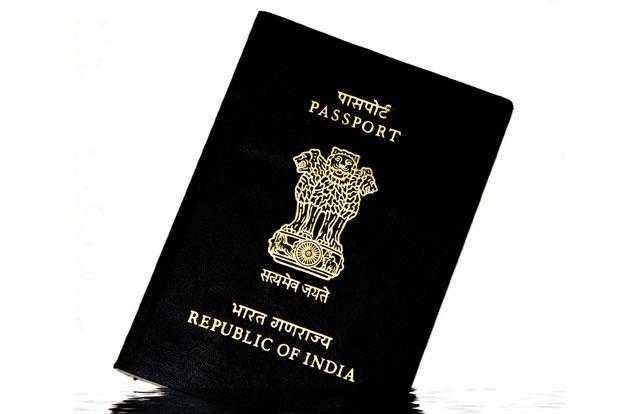 पासपोर्ट
PASSPORT
सत्यमेव जयते
भारत गणराज्य
REPUBLIC OF INDIA